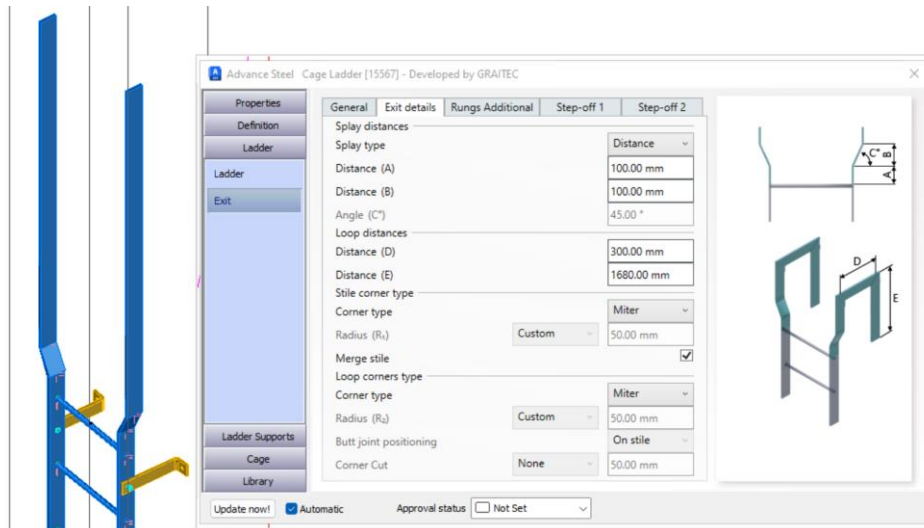 Advance Steel Cage Ladder [15567] - Developed by GRAITEC
Properties
Definition
Ladder
Ladder
Exit
Ladder Supports
Cage
Library
General Exit details Rungs Additional Step-off 1 Step-off 2
Splay distances
Splay type Distance
Distance (A) 100.00 mm
Distance (B) 100.00 mm
Angle (C°) 45.00 °
Loop distances
Distance (D) 300.00 mm
Distance (E) 1680.00 mm
Stile corner type
Corner type Miter
Radius (R₁) Custom 50.00 mm
Merge stile
Loop corners type
Corner type Miter
Radius (R₂) Custom 50.00 mm
Butt joint positioning On stile
Corner Cut None 50.00 mm
C° B
A
D
E
Update now! Automatic Approval status Not Set